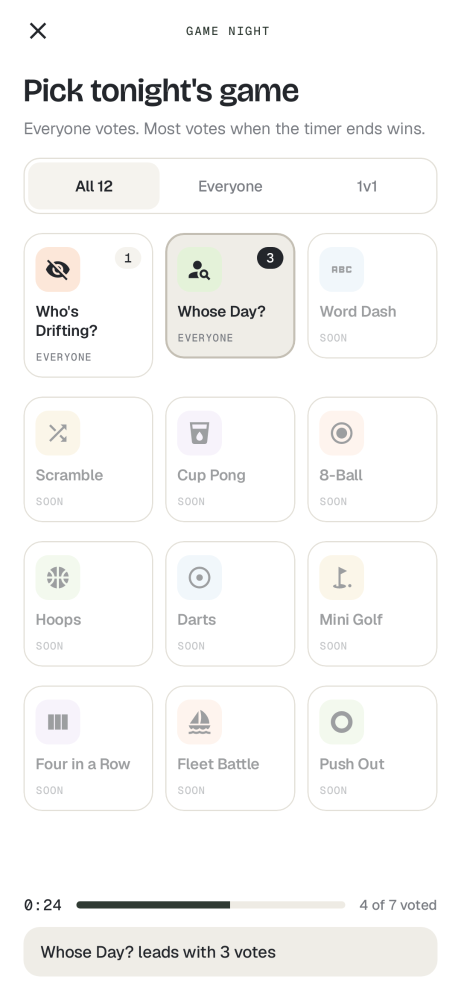 GAME NIGHT
Pick tonight's game
Everyone votes. Most votes when the timer ends wins.
All 12
Everyone
1v1
1
Who's
Drifting?
EVERYONE
3
Whose Day?
EVERYONE
ABC
Word Dash
SOON
Scramble
SOON
Cup Pong
SOON
8-Ball
SOON
Hoops
SOON
Darts
SOON
Mini Golf
SOON
Four in a Row
SOON
Fleet Battle
SOON
Push Out
SOON
0:24
4 of 7 voted
Whose Day? leads with 3 votes